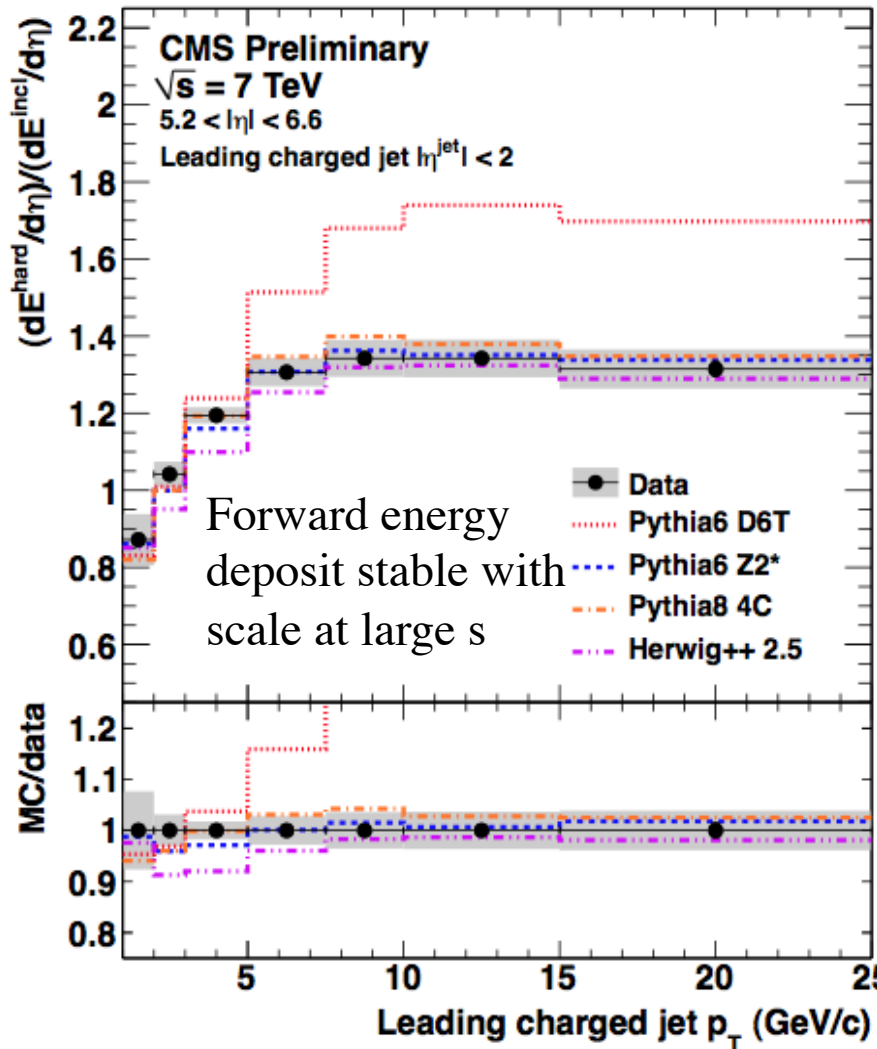 CMS Preliminary
√s = 7 TeV
5.2 < |η| < 6.6
Leading charged jet |η^jet| < 2
(dE^hard/dη)/(dE^incl/dη)
2.2
2
1.8
1.6
1.4
1.2
1
0.8
0.6
Forward energy
deposit stable with
scale at large s
Data
Pythia6 D6T
Pythia6 Z2*
Pythia8 4C
Herwig++ 2.5
MC/data
1.2
1.1
1
0.9
0.8
5 10 15 20 25
Leading charged jet p_T (GeV/c)